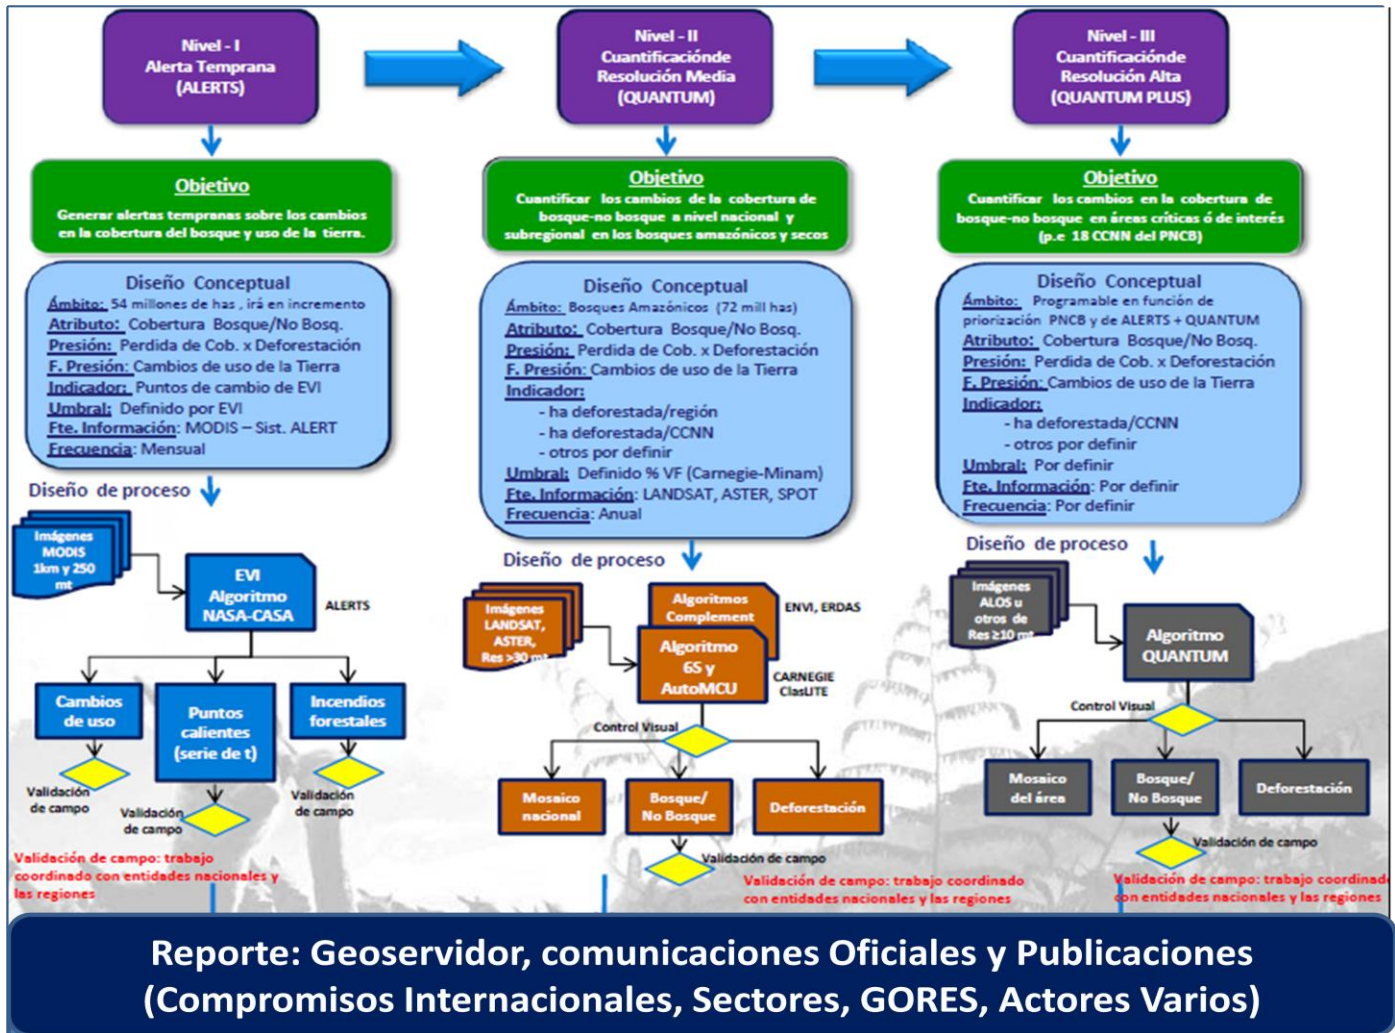 Nivel - I
Alerta Temprana
(ALERTS)
Nivel - II
Cuantificaciónde
Resolución Media
(QUANTUM)
Nivel - III
Cuantificaciónde
Resolución Alta
(QUANTUM PLUS)
Objetivo
Generar alertas tempranas sobre los cambios
en la cobertura del bosque y uso de la tierra.
Objetivo
Cuantificar los cambios de la cobertura de
bosque-no bosque a nivel nacional y
subregional en los bosques amazónicos y secos
Objetivo
Cuantificar los cambios en la cobertura de
bosque-no bosque en áreas críticas ó de interés
(p.e 18 CCNN del PNCB)
Diseño Conceptual
Ámbito: 54 millones de has , irá en incremento
Atributo: Cobertura Bosque/No Bosq.
Presión: Perdida de Cob. x Deforestación
F. Presión: Cambios de uso de la Tierra
Indicador: Puntos de cambio de EVI
Umbral: Definido por EVI
Fte. Información: MODIS – Sist. ALERT
Frecuencia: Mensual
Diseño Conceptual
Ámbito: Bosques Amazónicos (72 mill has)
Atributo: Cobertura Bosque/No Bosq.
Presión: Perdida de Cob. x Deforestación
F. Presión: Cambios de uso de la Tierra
Indicador:
- ha deforestada/región
- ha deforestada/CCNN
- otros por definir
Umbral: Definido % VF (Carnegie-Minam)
Fte. Información: LANDSAT, ASTER, SPOT
Frecuencia: Anual
Diseño Conceptual
Ámbito: Programable en función de
priorización PNCB y de ALERTS + QUANTUM
Atributo: Cobertura Bosque/No Bosq.
Presión: Perdida de Cob. x Deforestación
F. Presión: Cambios de uso de la Tierra
Indicador:
- ha deforestada/CCNN
- otros por definir
Umbral: Por definir
Fte. Información: Por definir
Frecuencia: Por definir
Diseño de proceso
Imágenes
MODIS
1km y 250
mt
EVI
Algoritmo
NASA-CASA
ALERTS
Cambios
de uso
Puntos
calientes
(serie de t)
Incendios
forestales
Validación
de campo
Validación
de campo
Validación
de campo
Validación de campo: trabajo
coordinado con entidades nacionales y
las regiones
Diseño de proceso
Imágenes
LANDSAT,
ASTER,
Res >30 mt
Algoritmos
Complement
ENVI, ERDAS
Algoritmo
6S y
AutoMCU
CARNEGIE
ClasLITE
Control Visual
Mosaico
nacional
Bosque/
No Bosque
Deforestación
Validación de campo
Validación de campo: trabajo coordinado
con entidades nacionales y las regiones
Diseño de proceso
Imágenes
ALOS u
otros de
Res ≥10 mt
Algoritmo
QUANTUM
Control Visual
Mosaico
del área
Bosque/
No Bosque
Deforestación
Validación de campo
Validación de campo: trabajo coordinado
con entidades nacionales y las regiones
Reporte: Geoservidor, comunicaciones Oficiales y Publicaciones
(Compromisos Internacionales, Sectores, GORES, Actores Varios)